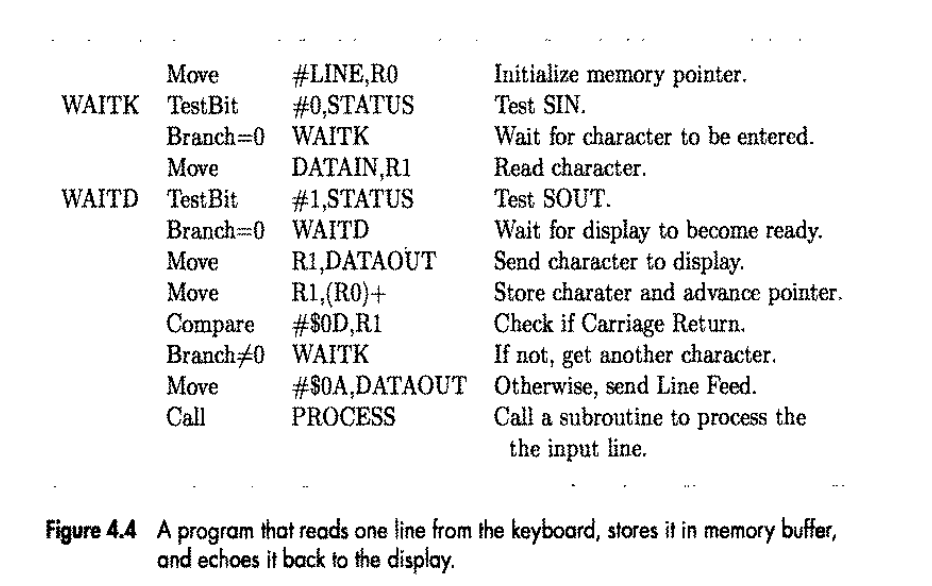 Move #LINE,R0 Initialize memory pointer.
WAITK TestBit #0,STATUS Test SIN.
Branch=0 WAITK Wait for character to be entered.
Move DATAIN,R1 Read character.
WAITD TestBit #1,STATUS Test SOUT.
Branch=0 WAITD Wait for display to become ready.
Move R1,DATAOUT Send character to display.
Move R1,(R0)+ Store charater and advance pointer.
Compare #$0D,R1 Check if Carriage Return.
Branch≠0 WAITK If not, get another character.
Move #$0A,DATAOUT Otherwise, send Line Feed.
Call PROCESS Call a subroutine to process the
the input line.
Figure 4.4 A program that reads one line from the keyboard, stores it in memory buffer,
and echoes it back to the display.